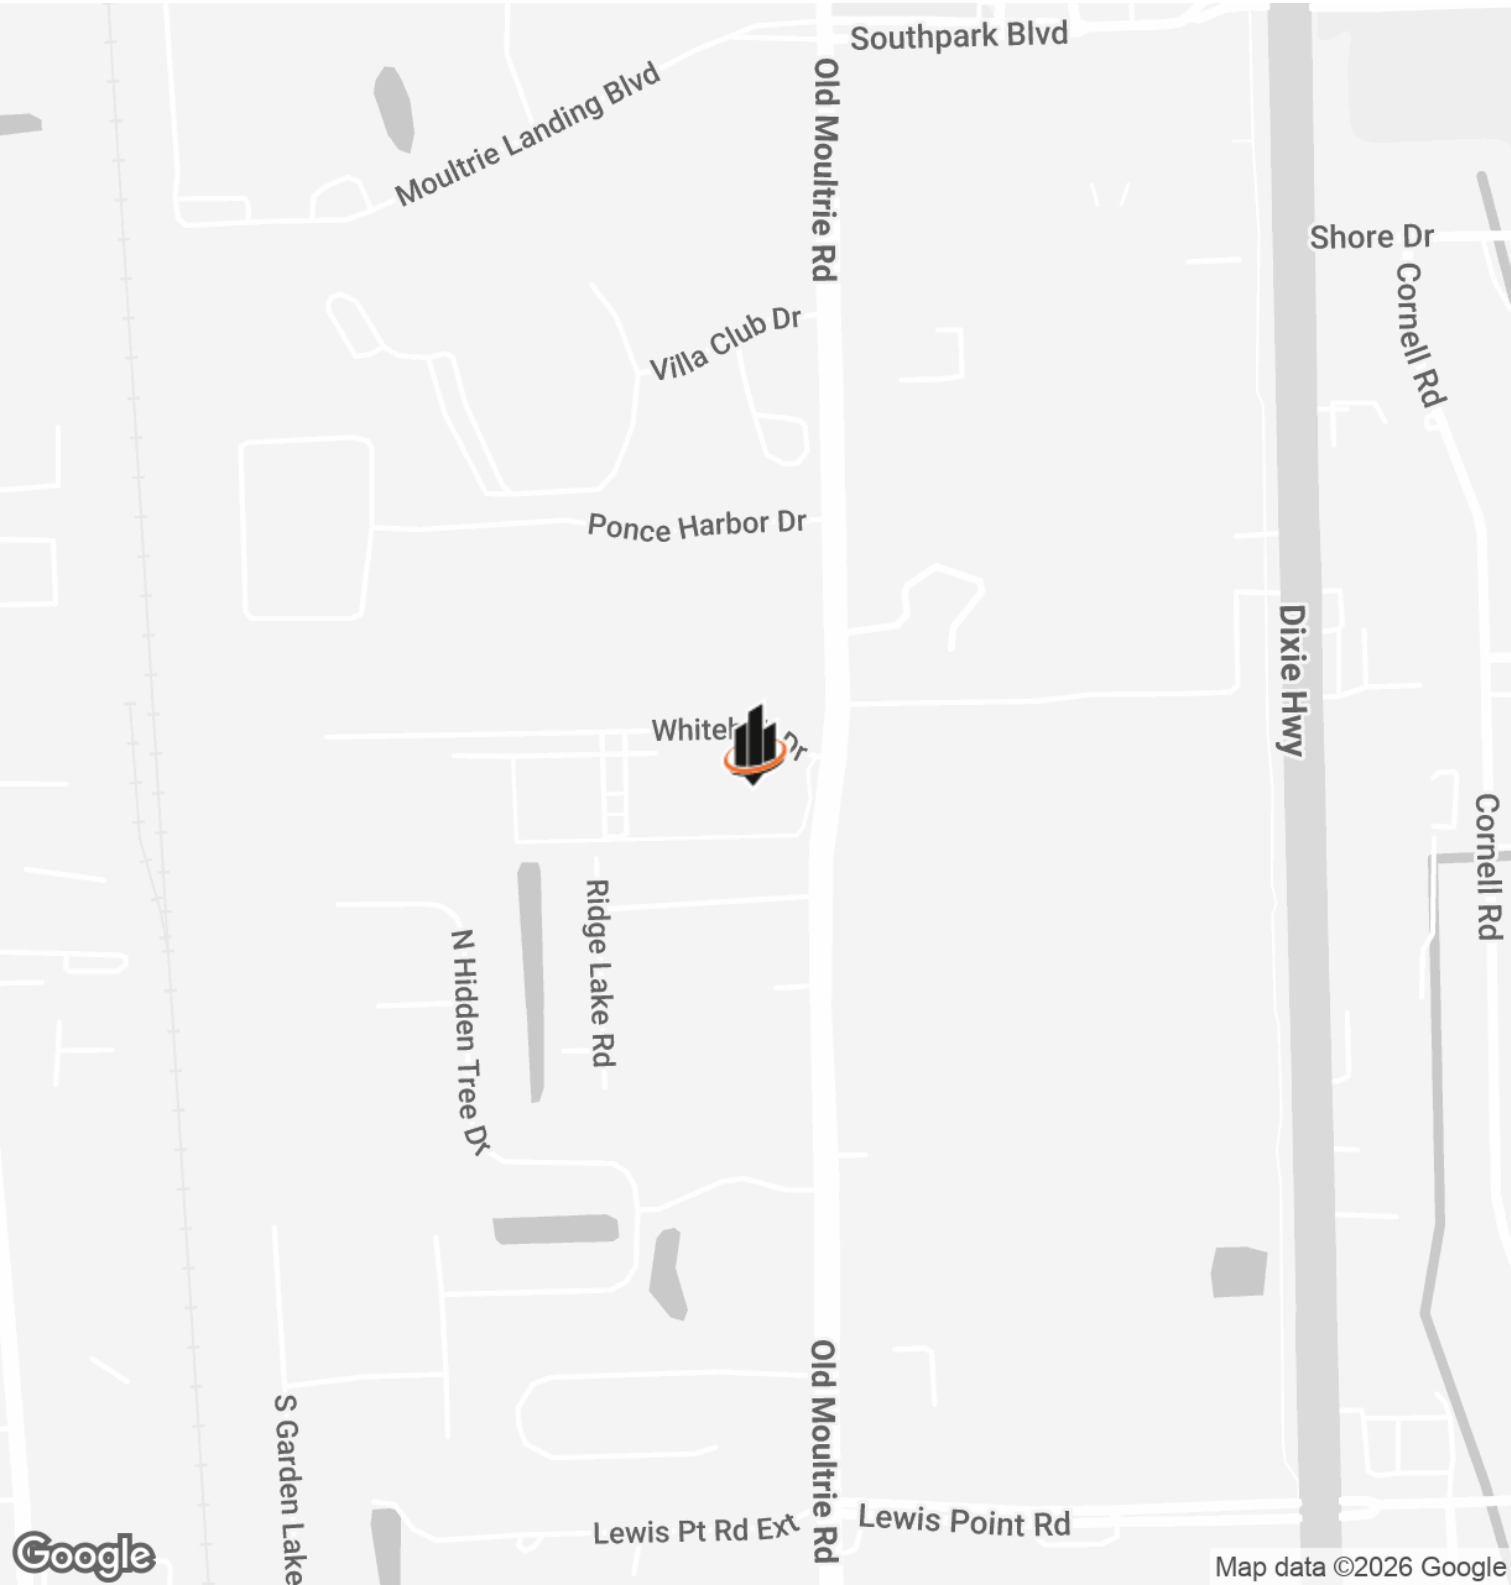 Southpark Blvd
Old Moultrie Rd
Moultrie Landing Blvd
Shore Dr
Cornell Rd
Villa Club Dr
Ponce Harbor Dr
Dixie Hwy
Dr
Cornell Rd
Ridge Lake Rd
N Hidden Tree Dr
Old Moultrie Rd
S Garden Lake
Lewis Pt Rd Ext
Lewis Point Rd
Google
Map data ©2026 Google